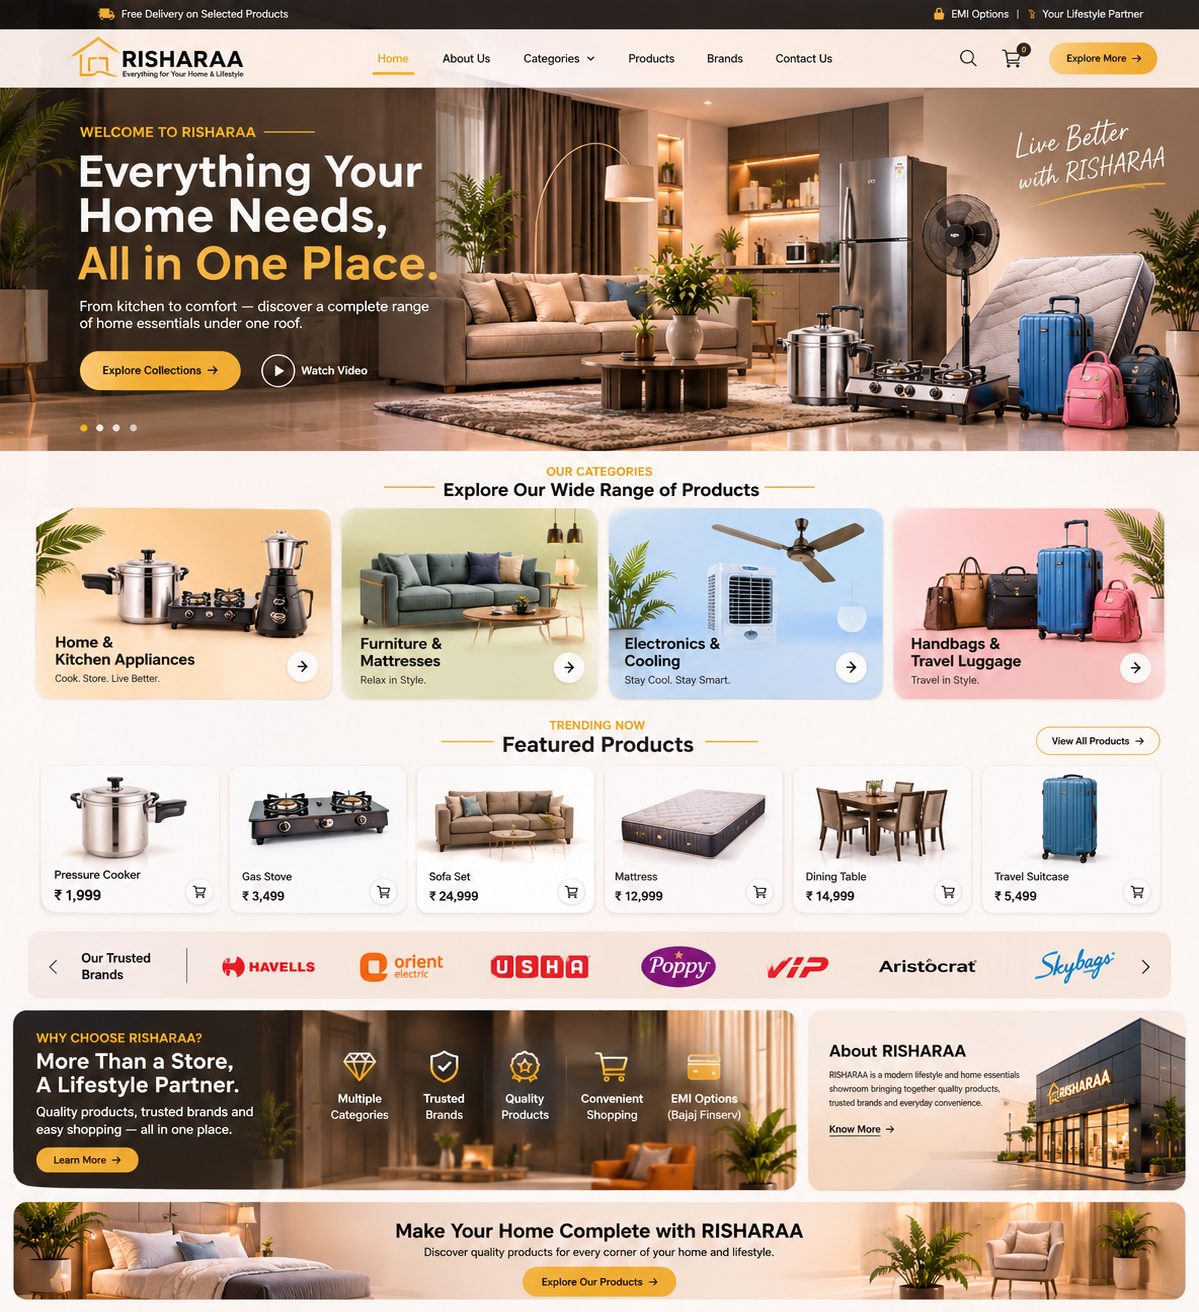 Free Delivery on Selected Products
EMI Options | Your Lifestyle Partner
RISHARAA
Everything for Your Home & Lifestyle
Home
About Us
Categories
Products
Brands
Contact Us
0
Explore More →
WELCOME TO RISHARAA
Everything Your
Home Needs,
All in One Place.
From kitchen to comfort — discover a complete range
of home essentials under one roof.
Explore Collections →
Watch Video
Live Better
with RISHARAA
OUR CATEGORIES
Explore Our Wide Range of Products
Home &
Kitchen Appliances
Cook. Store. Live Better.
Furniture &
Mattresses
Relax in Style.
Electronics &
Cooling
Stay Cool. Stay Smart.
Handbags &
Travel Luggage
Travel in Style.
TRENDING NOW
Featured Products
View All Products →
Pressure Cooker
₹ 1,999
Gas Stove
₹ 3,499
Sofa Set
₹ 24,999
Mattress
₹ 12,999
Dining Table
₹ 14,999
Travel Suitcase
₹ 5,499
Our Trusted
Brands
HAVELLS
orient
electric
USHA
Poppy
VIP
Aristocrat
Skybags
WHY CHOOSE RISHARAA?
More Than a Store,
A Lifestyle Partner.
Quality products, trusted brands and
easy shopping — all in one place.
Learn More →
Multiple
Categories
Trusted
Brands
Quality
Products
Convenient
Shopping
EMI Options
(Bajaj Finserv)
About RISHARAA
RISHARAA is a modern lifestyle and home essentials
showroom bringing together quality products,
trusted brands and everyday convenience.
Know More →
RISHARAA
Make Your Home Complete with RISHARAA
Discover quality products for every corner of your home and lifestyle.
Explore Our Products →